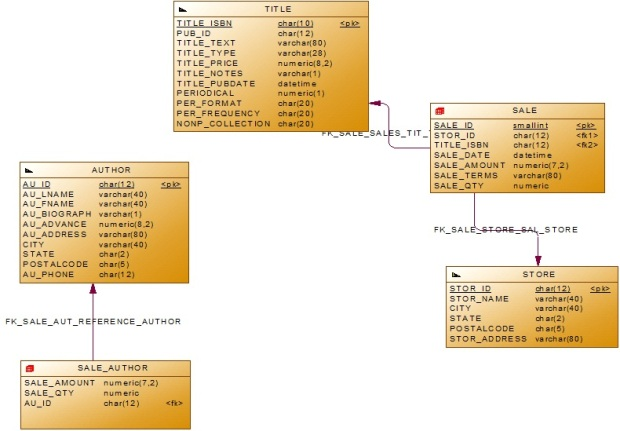 TITLE
TITLE_ISBN char(10) <pk>
PUB_ID char(12)
TITLE_TEXT varchar(80)
TITLE_TYPE varchar(28)
TITLE_PRICE numeric(8,2)
TITLE_NOTES varchar(1)
TITLE_PUBDATE datetime
PERIODICAL numeric(1)
PER_FORMAT char(20)
PER_FREQUENCY char(20)
NONP_COLLECTION char(20)
FK_SALE_SALES_TIT_
SALE
SALE_ID smallint <pk>
STOR_ID char(12) <fk1>
TITLE_ISBN char(12) <fk2>
SALE_DATE datetime
SALE_AMOUNT numeric(7,2)
SALE_TERMS varchar(80)
SALE_QTY numeric
AUTHOR
AU_ID char(12) <pk>
AU_LNAME varchar(40)
AU_FNAME varchar(40)
AU_BIOGRAPH varchar(1)
AU_ADVANCE numeric(8,2)
AU_ADDRESS varchar(80)
CITY varchar(40)
STATE char(2)
POSTALCODE char(5)
AU_PHONE char(12)
FK_SALE_STORE_SAL_STORE
STORE
STOR_ID char(12) <pk>
STOR_NAME varchar(40)
CITY varchar(40)
STATE char(2)
POSTALCODE char(5)
STOR_ADDRESS varchar(80)
FK_SALE_AUT_REFERENCE_AUTHOR
SALE_AUTHOR
SALE_AMOUNT numeric(7,2)
SALE_QTY numeric
AU_ID char(12) <fk>